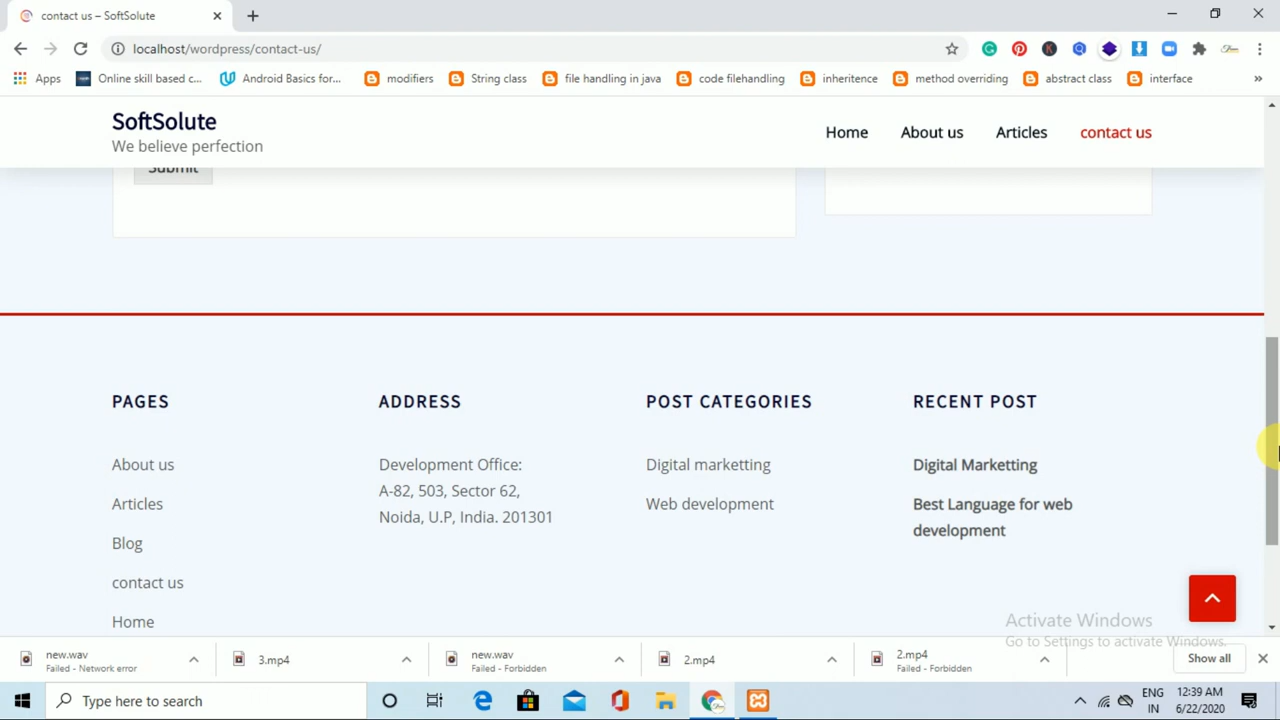 contact us – SoftSolute
localhost/wordpress/contact-us/
Apps
Online skill based c...
Android Basics for...
modifiers
String class
file handling in java
code filehandling
inheritence
method overriding
abstract class
interface
»
SoftSolute
We believe perfection
Home
About us
Articles
contact us
Submit
PAGES
About us
Articles
Blog
contact us
Home
ADDRESS
Development Office:
A-82, 503, Sector 62,
Noida, U.P, India. 201301
POST CATEGORIES
Digital marketting
Web development
RECENT POST
Digital Marketting
Best Language for web
development
Activate Windows
Go to Settings to activate Windows.
new.wav
Failed - Network error
3.mp4
new.wav
Failed - Forbidden
2.mp4
2.mp4
Failed - Forbidden
Show all
Type here to search
ENG
IN
12:39 AM
6/22/2020